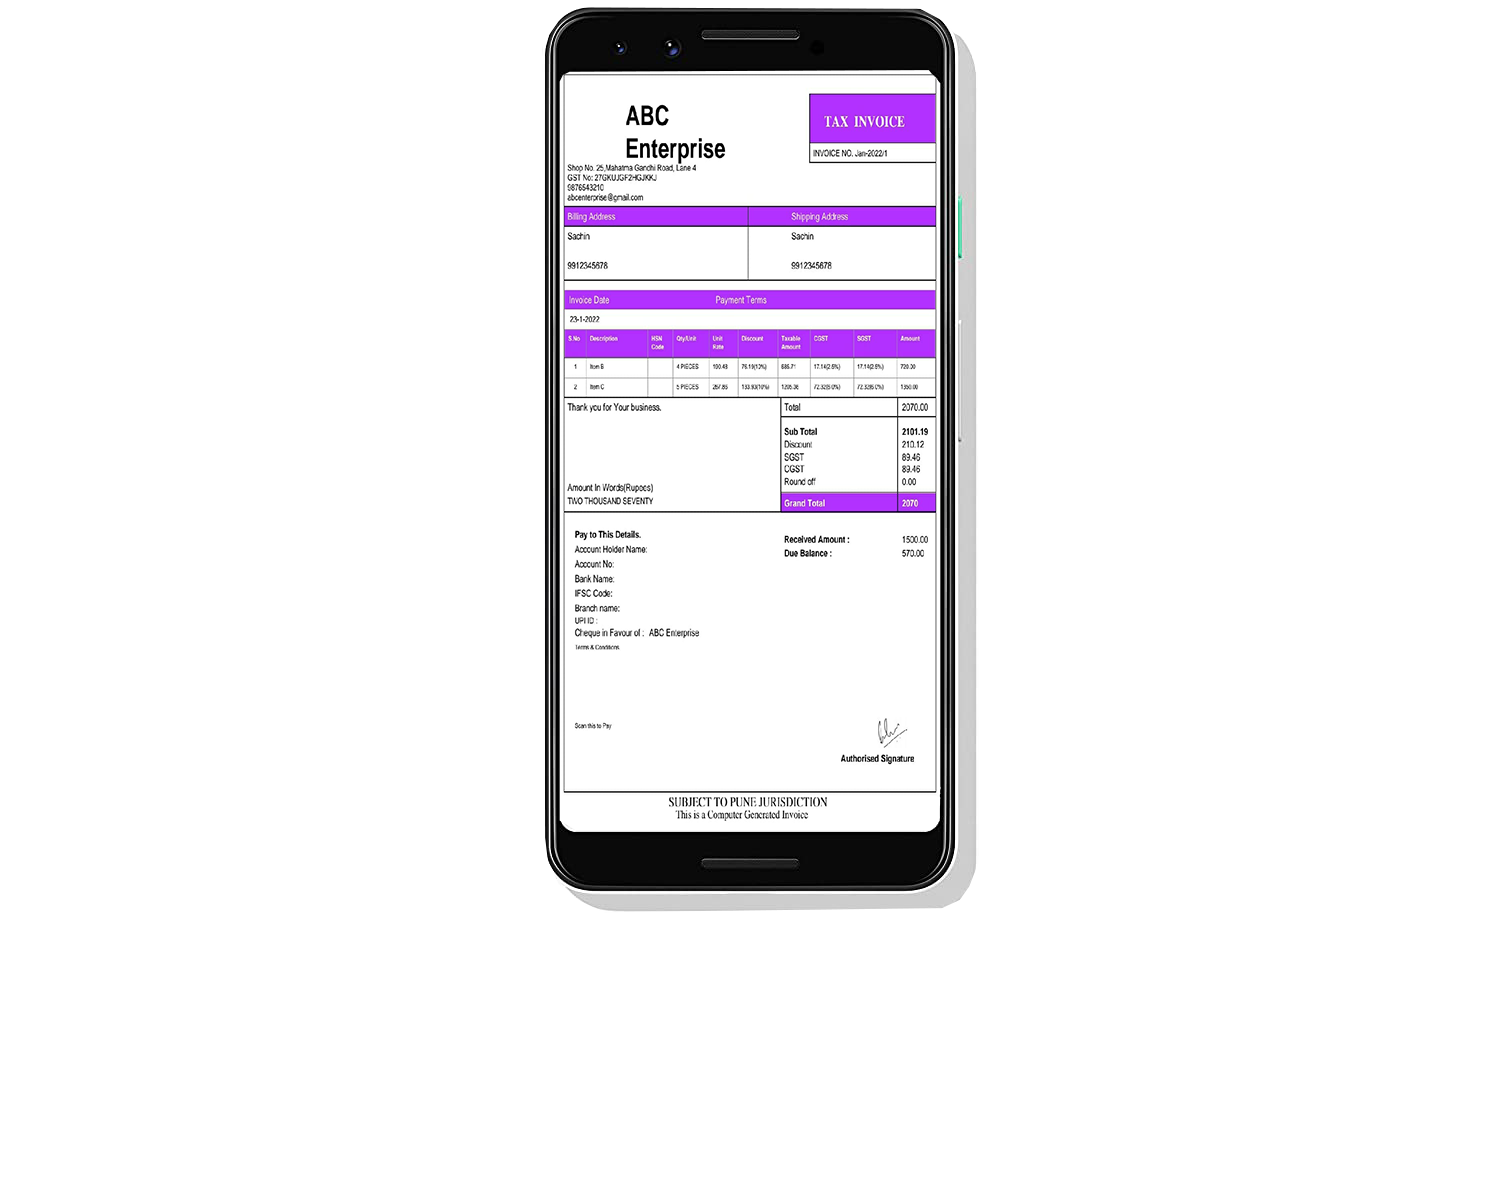 ABC
Enterprise
TAX INVOICE
INVOICE NO. Jan-2022/1
Shop No. 25,Mahatma Gandhi Road, Lane 4
GST No: 27GKUJGF2HGJKKJ
9876543210
abcenterprise@gmail.com
Billing Address Shipping Address
Sachin Sachin
9912345678 9912345678
Invoice Date Payment Terms
23-1-2022
S.No Description HSN Code Qty/Unit Unit Rate Discount Taxable Amount CGST SGST Amount
1 Item B 4 PIECES 190.48 76.19(10%) 685.71 17.14(2.5%) 17.14(2.5%) 720.00
2 Item C 5 PIECES 267.86 133.93(10%) 1205.36 72.32(6.0%) 72.32(6.0%) 1350.00
Thank you for Your business.
Total 2070.00
Sub Total 2101.19
Discount 210.12
SGST 89.46
CGST 89.46
Round off 0.00
Amount In Words(Rupees)
TWO THOUSAND SEVENTY
Grand Total 2070
Pay to This Details.
Account Holder Name:
Account No:
Bank Name:
IFSC Code:
Branch name:
UPI ID :
Cheque in Favour of : ABC Enterprise
Terms & Conditions
Received Amount : 1500.00
Due Balance : 570.00
Scan this to Pay
Authorised Signature
SUBJECT TO PUNE JURISDICTION
This is a Computer Generated Invoice